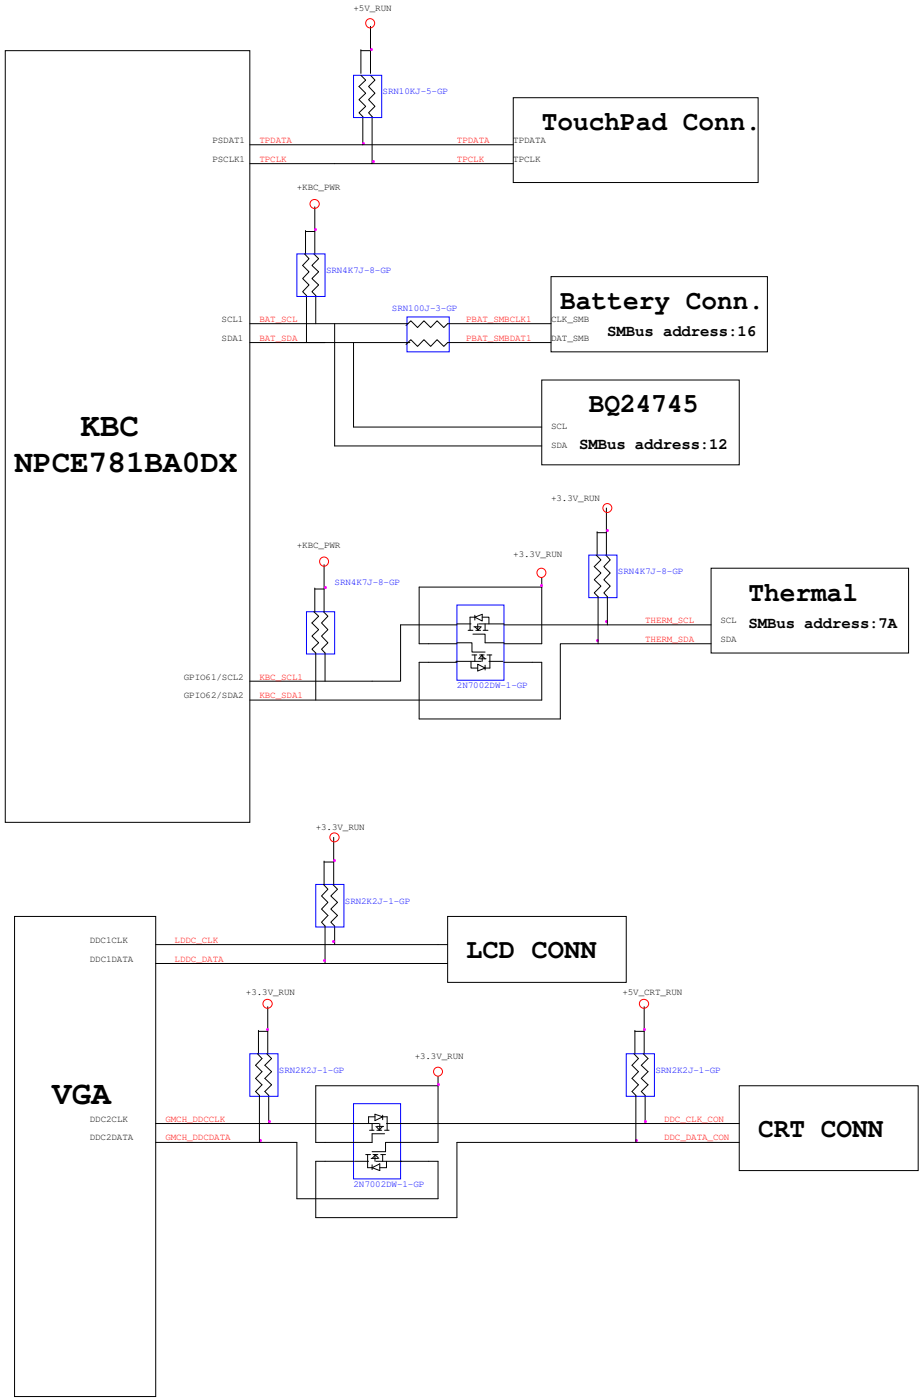 +5V_RUN
SRN10KJ-5-GP
TouchPad Conn.
PSDAT1 TPDATA TPDATA TPDATA
PSCLK1 TPCLK TPCLK TPCLK
+KBC_PWR
SRN4K7J-8-GP
Battery Conn.
SRN100J-3-GP
SCL1 BAT_SCL PBAT_SMBCLK1 CLK_SMB
SMBus address:16
SDA1 BAT_SDA PBAT_SMBDAT1 DAT_SMB
BQ24745
SCL
SDA SMBus address:12
KBC
NPCE781BA0DX
+3.3V_RUN
+KBC_PWR
+3.3V_RUN
SRN4K7J-8-GP
SRN4K7J-8-GP
Thermal
THERM_SCL SCL SMBus address:7A
THERM_SDA SDA
GPIO61/SCL2 KBC_SCL1
2N7002DW-1-GP
GPIO62/SDA2 KBC_SDA1
+3.3V_RUN
SRN2K2J-1-GP
DDC1CLK LDDC_CLK
LCD CONN
DDC1DATA LDDC_DATA
+3.3V_RUN
+5V_CRT_RUN
+3.3V_RUN
SRN2K2J-1-GP
SRN2K2J-1-GP
VGA
DDC2CLK GMCH_DDCCLK DDC_CLK_CON
CRT CONN
DDC2DATA GMCH_DDCDATA DDC_DATA_CON
2N7002DW-1-GP